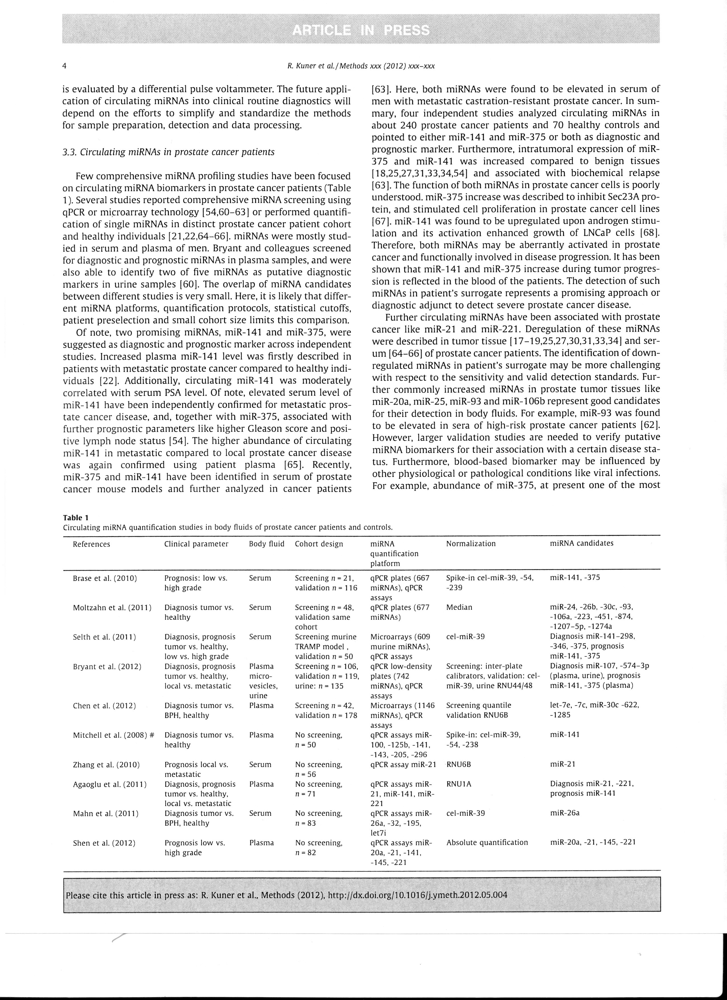 ARTICLE IN PRESS
4
R. Kuner et al. / Methods xxx (2012) xxx–xxx
is evaluated by a differential pulse voltammeter. The future appli-
cation of circulating miRNAs into clinical routine diagnostics will
depend on the efforts to simplify and standardize the methods
for sample preparation, detection and data processing.
3.3. Circulating miRNAs in prostate cancer patients
Few comprehensive miRNA profiling studies have been focused
on circulating miRNA biomarkers in prostate cancer patients (Table
1). Several studies reported comprehensive miRNA screening using
qPCR or microarray technology [54,60–63] or performed quantifi-
cation of single miRNAs in distinct prostate cancer patient cohort
and healthy individuals [21,22,64–66]. miRNAs were mostly stud-
ied in serum and plasma of men. Bryant and colleagues screened
for diagnostic and prognostic miRNAs in plasma samples, and were
also able to identify two of five miRNAs as putative diagnostic
markers in urine samples [60]. The overlap of miRNA candidates
between different studies is very small. Here, it is likely that differ-
ent miRNA platforms, quantification protocols, statistical cutoffs,
patient preselection and small cohort size limits this comparison.
Of note, two promising miRNAs, miR-141 and miR-375, were
suggested as diagnostic and prognostic marker across independent
studies. Increased plasma miR-141 level was firstly described in
patients with metastatic prostate cancer compared to healthy indi-
viduals [22]. Additionally, circulating miR-141 was moderately
correlated with serum PSA level. Of note, elevated serum level of
miR-141 have been independently confirmed for metastatic pros-
tate cancer disease, and, together with miR-375, associated with
further prognostic parameters like higher Gleason score and posi-
tive lymph node status [54]. The higher abundance of circulating
miR-141 in metastatic compared to local prostate cancer disease
was again confirmed using patient plasma [65]. Recently,
miR-375 and miR-141 have been identified in serum of prostate
cancer mouse models and further analyzed in cancer patients
[63]. Here, both miRNAs were found to be elevated in serum of
men with metastatic castration-resistant prostate cancer. In sum-
mary, four independent studies analyzed circulating miRNAs in
about 240 prostate cancer patients and 70 healthy controls and
pointed to either miR-141 and miR-375 or both as diagnostic and
prognostic marker. Furthermore, intratumoral expression of miR-
375 and miR-141 was increased compared to benign tissues
[18,25,27,31,33,34,54] and associated with biochemical relapse
[63]. The function of both miRNAs in prostate cancer cells is poorly
understood. miR-375 increase was described to inhibit Sec23A pro-
tein, and stimulated cell proliferation in prostate cancer cell lines
[67]. miR-141 was found to be upregulated upon androgen stimu-
lation and its activation enhanced growth of LNCaP cells [68].
Therefore, both miRNAs may be aberrantly activated in prostate
cancer and functionally involved in disease progression. It has been
shown that miR-141 and miR-375 increase during tumor progres-
sion is reflected in the blood of the patients. The detection of such
miRNAs in patient's surrogate represents a promising approach or
diagnostic adjunct to detect severe prostate cancer disease.
Further circulating miRNAs have been associated with prostate
cancer like miR-21 and miR-221. Deregulation of these miRNAs
were described in tumor tissue [17–19,25,27,30,31,33,34] and ser-
um [64–66] of prostate cancer patients. The identification of down-
regulated miRNAs in patient's surrogate may be more challenging
with respect to the sensitivity and valid detection standards. Fur-
ther commonly increased miRNAs in prostate tumor tissues like
miR-20a, miR-25, miR-93 and miR-106b represent good candidates
for their detection in body fluids. For example, miR-93 was found
to be elevated in sera of high-risk prostate cancer patients [62].
However, larger validation studies are needed to verify putative
miRNA biomarkers for their association with a certain disease sta-
tus. Furthermore, blood-based biomarker may be influenced by
other physiological or pathological conditions like viral infections.
For example, abundance of miR-375, at present one of the most
Table 1
Circulating miRNA quantification studies in body fluids of prostate cancer patients and controls.
References Clinical parameter Body fluid Cohort design miRNA Normalization miRNA candidates
quantification
platform
Brase et al. (2010) Prognosis: low vs. Serum Screening n = 21, qPCR plates (667 Spike-in cel-miR-39, -54, miR-141, -375
high grade validation n = 116 miRNAs), qPCR -239
assays
Moltzahn et al. (2011) Diagnosis tumor vs. Serum Screening n = 48, qPCR plates (677 Median miR-24, -26b, -30c, -93,
healthy validation same miRNAs) -106a, -223, -451, -874,
cohort -1207–5p, -1274a
Selth et al. (2011) Diagnosis, prognosis Serum Screening murine Microarrays (609 cel-miR-39 Diagnosis miR-141–298,
tumor vs. healthy, TRAMP model , murine miRNAs), -346, -375, prognosis
low vs. high grade validation n = 50 qPCR assays miR-141, -375
Bryant et al. (2012) Diagnosis, prognosis Plasma Screening n = 106, qPCR low-density Screening: inter-plate Diagnosis miR-107, -574–3p
tumor vs. healthy, micro- validation n = 119, plates (742 calibrators, validation: cel- (plasma, urine), prognosis
local vs. metastatic vesicles, urine: n = 135 miRNAs), qPCR miR-39, urine RNU44/48 miR-141, -375 (plasma)
urine assays
Chen et al. (2012) Diagnosis tumor vs. Plasma Screening n = 42, Microarrays (1146 Screening quantile let-7e, -7c, miR-30c -622,
BPH, healthy validation n = 178 miRNAs), qPCR validation RNU6B -1285
assays
Mitchell et al. (2008) # Diagnosis tumor vs. Plasma No screening, qPCR assays miR- Spike-in: cel-miR-39, miR-141
healthy n = 50 100, -125b, -141, -54, -238
-143, -205, -296
Zhang et al. (2010) Prognosis local vs. Serum No screening, qPCR assay miR-21 RNU6B miR-21
metastatic n = 56
Agaoglu et al. (2011) Diagnosis, prognosis Plasma No screening, qPCR assays miR- RNU1A Diagnosis miR-21, -221,
tumor vs. healthy, n = 71 21, miR-141, miR- prognosis miR-141
local vs. metastatic 221
Mahn et al. (2011) Diagnosis tumor vs. Serum No screening, qPCR assays miR- cel-miR-39 miR-26a
BPH, healthy n = 83 26a, -32, -195,
let7i
Shen et al. (2012) Prognosis low vs. Plasma No screening, qPCR assays miR- Absolute quantification miR-20a, -21, -145, -221
high grade n = 82 20a, -21, -141,
-145, -221
Please cite this article in press as: R. Kuner et al., Methods (2012), http://dx.doi.org/10.1016/j.ymeth.2012.05.004